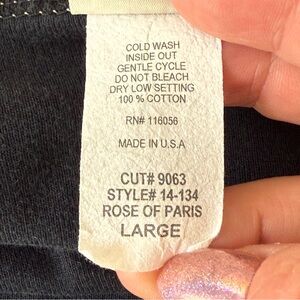 COLD WASH
INSIDE OUT
GENTLE CYCLE
DO NOT BLEACH
DRY LOW SETTING
100 % COTTON
RN# 116056
MADE IN U.S.A
CUT# 9063
STYLE# 14-134
ROSE OF PARIS
LARGE